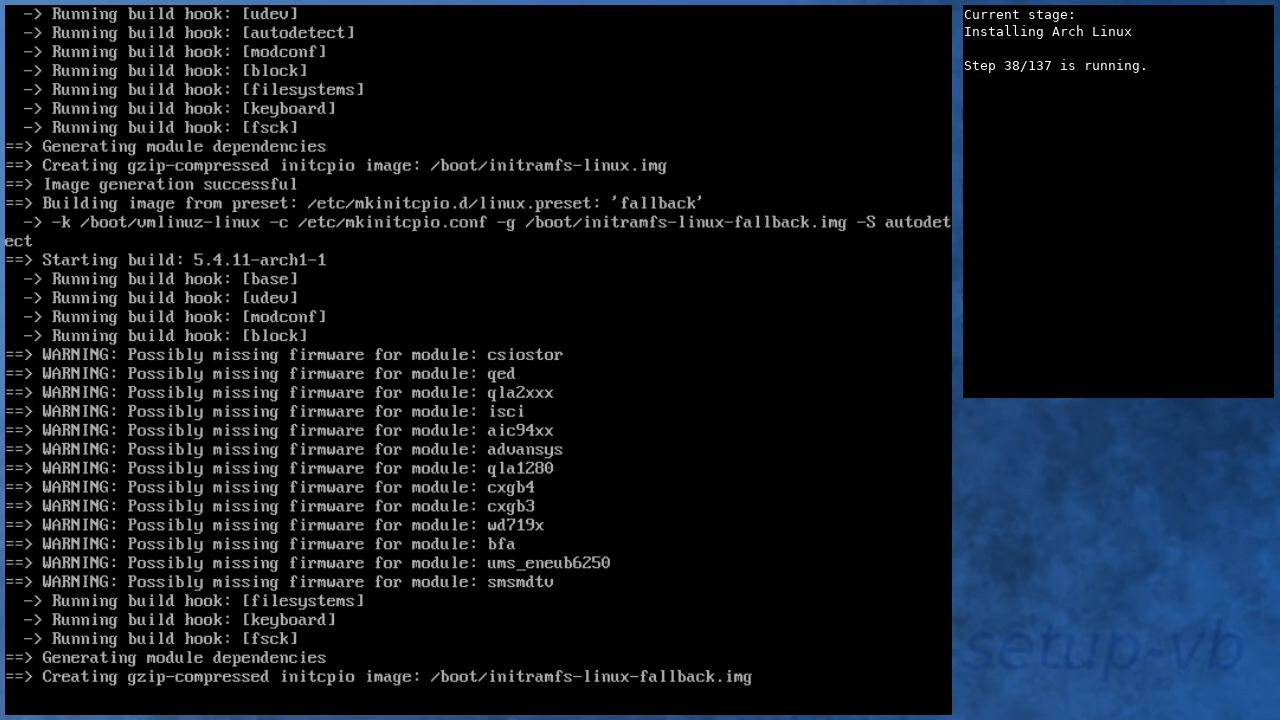 -> Running build hook: [udev]
  -> Running build hook: [autodetect]
  -> Running build hook: [modconf]
  -> Running build hook: [block]
  -> Running build hook: [filesystems]
  -> Running build hook: [keyboard]
  -> Running build hook: [fsck]
==> Generating module dependencies
==> Creating gzip-compressed initcpio image: /boot/initramfs-linux.img
==> Image generation successful
==> Building image from preset: /etc/mkinitcpio.d/linux.preset: 'fallback'
  -> -k /boot/vmlinuz-linux -c /etc/mkinitcpio.conf -g /boot/initramfs-linux-fallback.img -S autodet
ect
==> Starting build: 5.4.11-arch1-1
  -> Running build hook: [base]
  -> Running build hook: [udev]
  -> Running build hook: [modconf]
  -> Running build hook: [block]
==> WARNING: Possibly missing firmware for module: csiostor
==> WARNING: Possibly missing firmware for module: qed
==> WARNING: Possibly missing firmware for module: qla2xxx
==> WARNING: Possibly missing firmware for module: isci
==> WARNING: Possibly missing firmware for module: aic94xx
==> WARNING: Possibly missing firmware for module: advansys
==> WARNING: Possibly missing firmware for module: qla1280
==> WARNING: Possibly missing firmware for module: cxgb4
==> WARNING: Possibly missing firmware for module: cxgb3
==> WARNING: Possibly missing firmware for module: wd719x
==> WARNING: Possibly missing firmware for module: bfa
==> WARNING: Possibly missing firmware for module: ums_eneub6250
==> WARNING: Possibly missing firmware for module: smsmdtv
  -> Running build hook: [filesystems]
  -> Running build hook: [keyboard]
  -> Running build hook: [fsck]
==> Generating module dependencies
==> Creating gzip-compressed initcpio image: /boot/initramfs-linux-fallback.img
Current stage:
Installing Arch Linux
Step 38/137 is running.
setup-vb